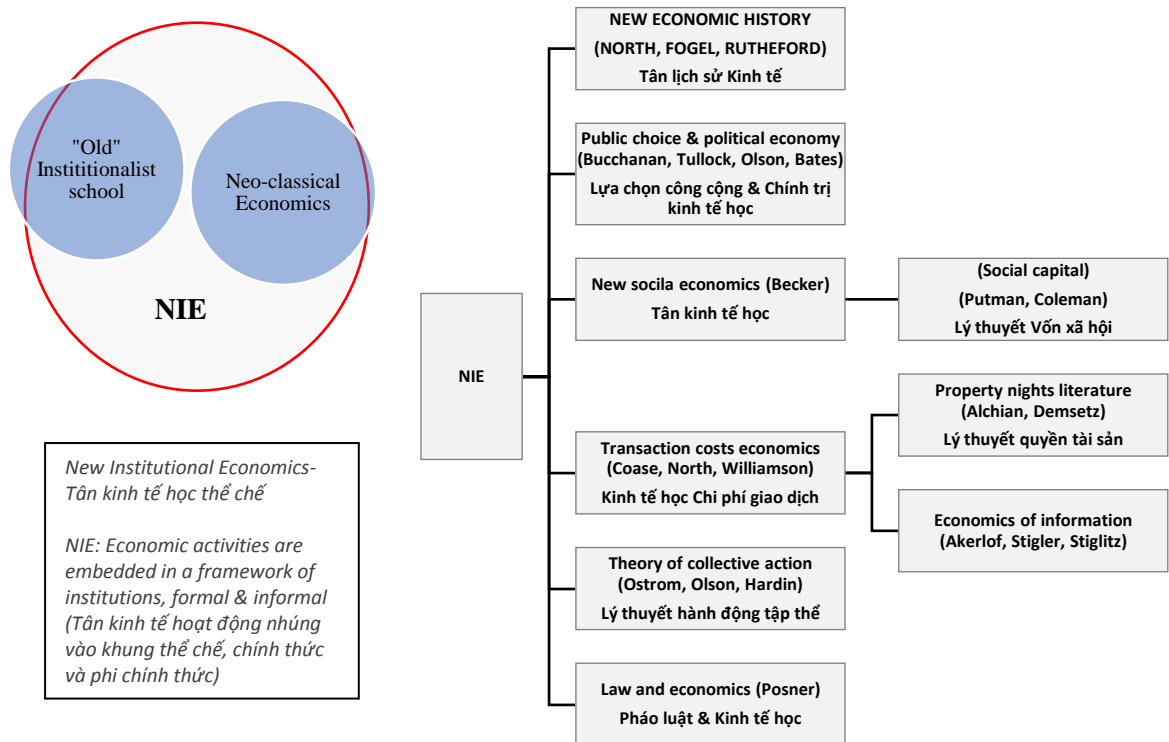 "Old"
Instititionalist
school
Neo-classical
Economics
NIE
New Institutional Economics-
Tân kinh tế học thể chế
NIE: Economic activities are
embedded in a framework of
institutions, formal & informal
(Tân kinh tế hoạt động nhúng
vào khung thể chế, chính thức
và phi chính thức)
NIE
NEW ECONOMIC HISTORY
(NORTH, FOGEL, RUTHEFORD)
Tân lịch sử Kinh tế
Public choice & political economy
(Bucchanan, Tullock, Olson, Bates)
Lựa chọn công cộng & Chính trị
kinh tế học
New socila economics (Becker)
Tân kinh tế học
(Social capital)
(Putman, Coleman)
Lý thuyết Vốn xã hội
Transaction costs economics
(Coase, North, Williamson)
Kinh tế học Chi phí giao dịch
Property nights literature
(Alchian, Demsetz)
Lý thuyết quyền tài sản
Economics of information
(Akerlof, Stigler, Stiglitz)
Theory of collective action
(Ostrom, Olson, Hardin)
Lý thuyết hành động tập thể
Law and economics (Posner)
Pháo luật & Kinh tế học